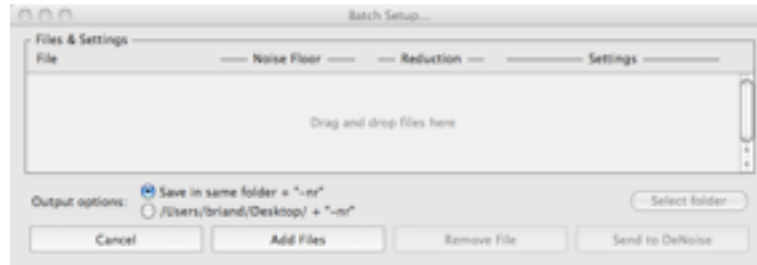 Batch Setup...
Files & Settings
File Noise Floor Reduction Settings
Drag and drop files here
Output options: Save in same folder + "-nr"
/Users/briand/Desktop/ + "-nr"
Select folder
Cancel Add Files Remove File Send to DeNoise